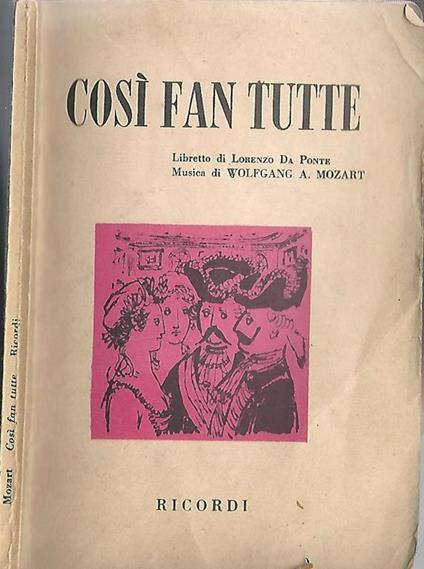 COSÌ FAN TUTTE
Libretto di LORENZO DA PONTE
Musica di WOLFGANG A. MOZART
RICORDI
Mozart Così fan tutte Ricordi